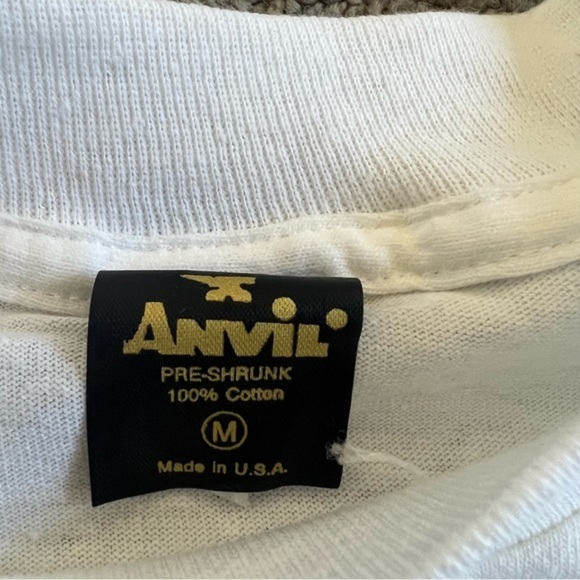 ANVIL
PRE-SHRUNK
100% Cotton
M
Made in U.S.A.